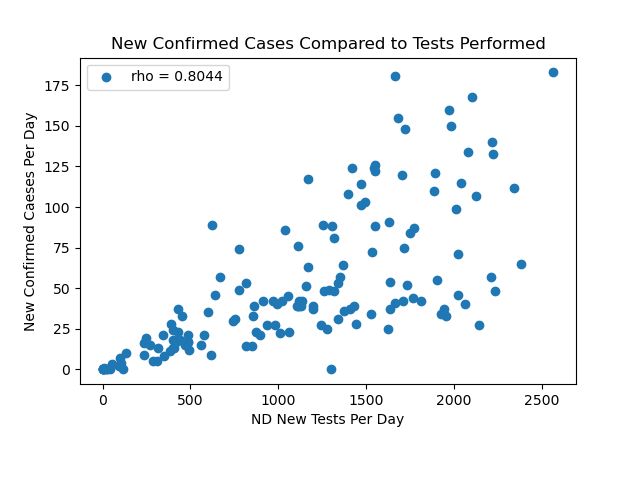 New Confirmed Cases Compared to Tests Performed
rho = 0.8044
175
150
125
100
75
50
25
0
New Confirmed Caeses Per Day
0 500 1000 1500 2000 2500
ND New Tests Per Day